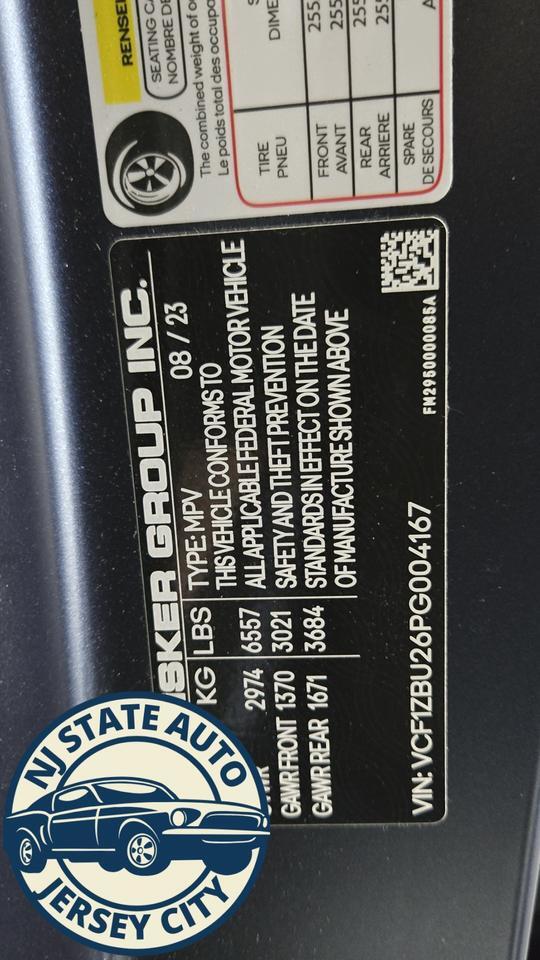 RENSEI
SEATING CA
NOMBRE DE
The combined weight of oc
Le poids total des occupa
TIRE
PNEU
DIME
FRONT
AVANT
255
255
REAR
ARRIERE
255
255
SPARE
DE SECOURS
A
SKER GROUP INC.
08 / 23
KG LBS TYPE: MPV
2974 6557
GAWR FRONT 1370 3021
GAWR REAR 1671 3684
THIS VEHICLE CONFORMS TO
ALL APPLICABLE FEDERAL MOTOR VEHICLE
SAFETY AND THEFT PREVENTION
STANDARDS IN EFFECT ON THE DATE
OF MANUFACTURE SHOWN ABOVE
FM2950000085A
VIN: VCF1ZBU26PG004167
NJ STATE AUTO
JERSEY CITY